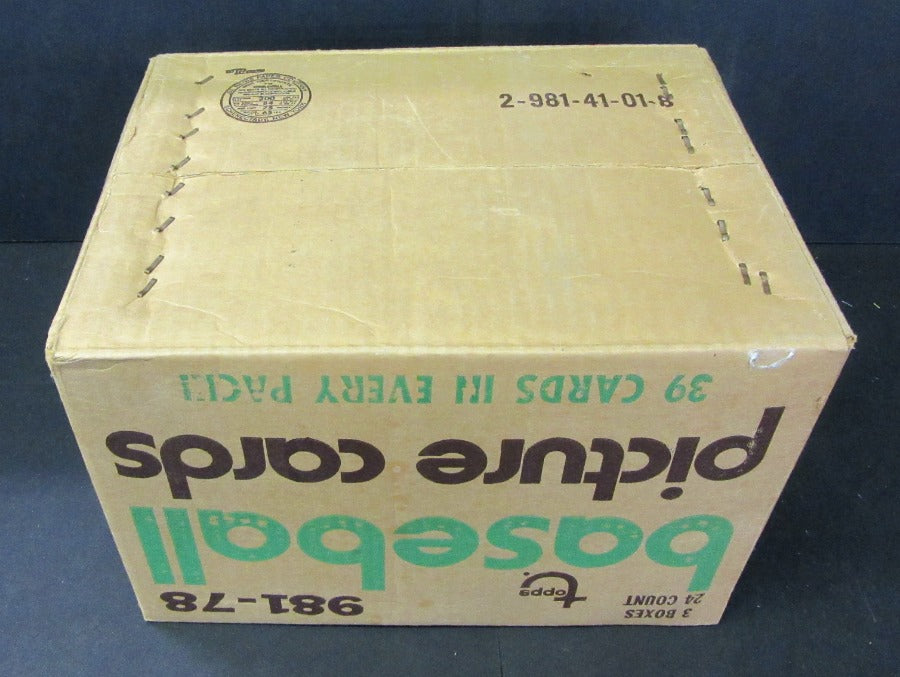 2-981-41-01-8
200
3 BOXES
24 COUNT
topps
981-78
baseball
picture cards
39 CARDS IN EVERY PACK!